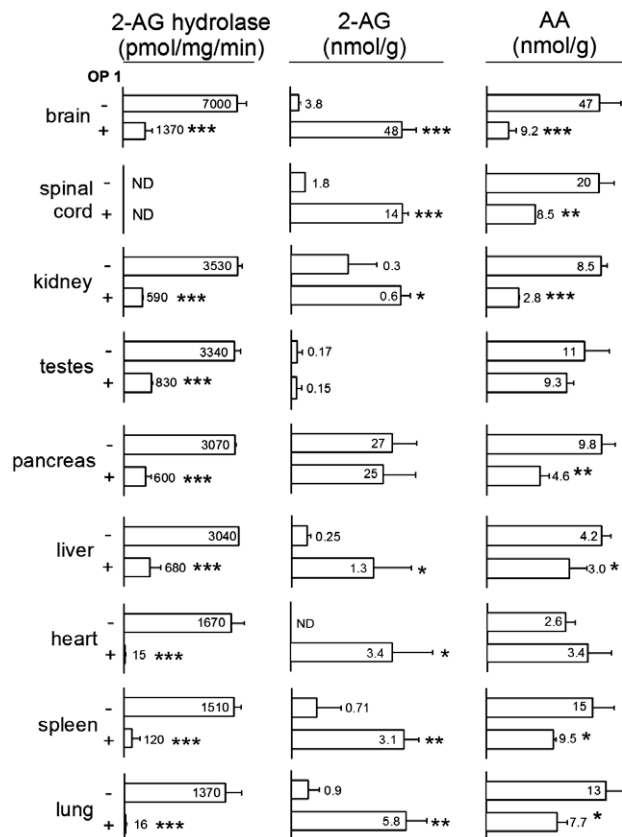 2-AG hydrolase 2-AG AA
(pmol/mg/min) (nmol/g) (nmol/g)
OP 1
brain - 7000 3.8 47
+ 1370 *** 48 *** 9.2 ***
spinal cord - ND 1.8 20
+ ND 14 *** 8.5 **
kidney - 3530 0.3 8.5
+ 590 *** 0.6 * 2.8 ***
testes - 3340 0.17 11
+ 830 *** 0.15 9.3
pancreas - 3070 27 9.8
+ 600 *** 25 4.6 **
liver - 3040 0.25 4.2
+ 680 *** 1.3 * 3.0 *
heart - 1670 ND 2.6
+ 15 *** 3.4 * 3.4
spleen - 1510 0.71 15
+ 120 *** 3.1 ** 9.5 *
lung - 1370 0.9 13
+ 16 *** 5.8 ** 7.7 *